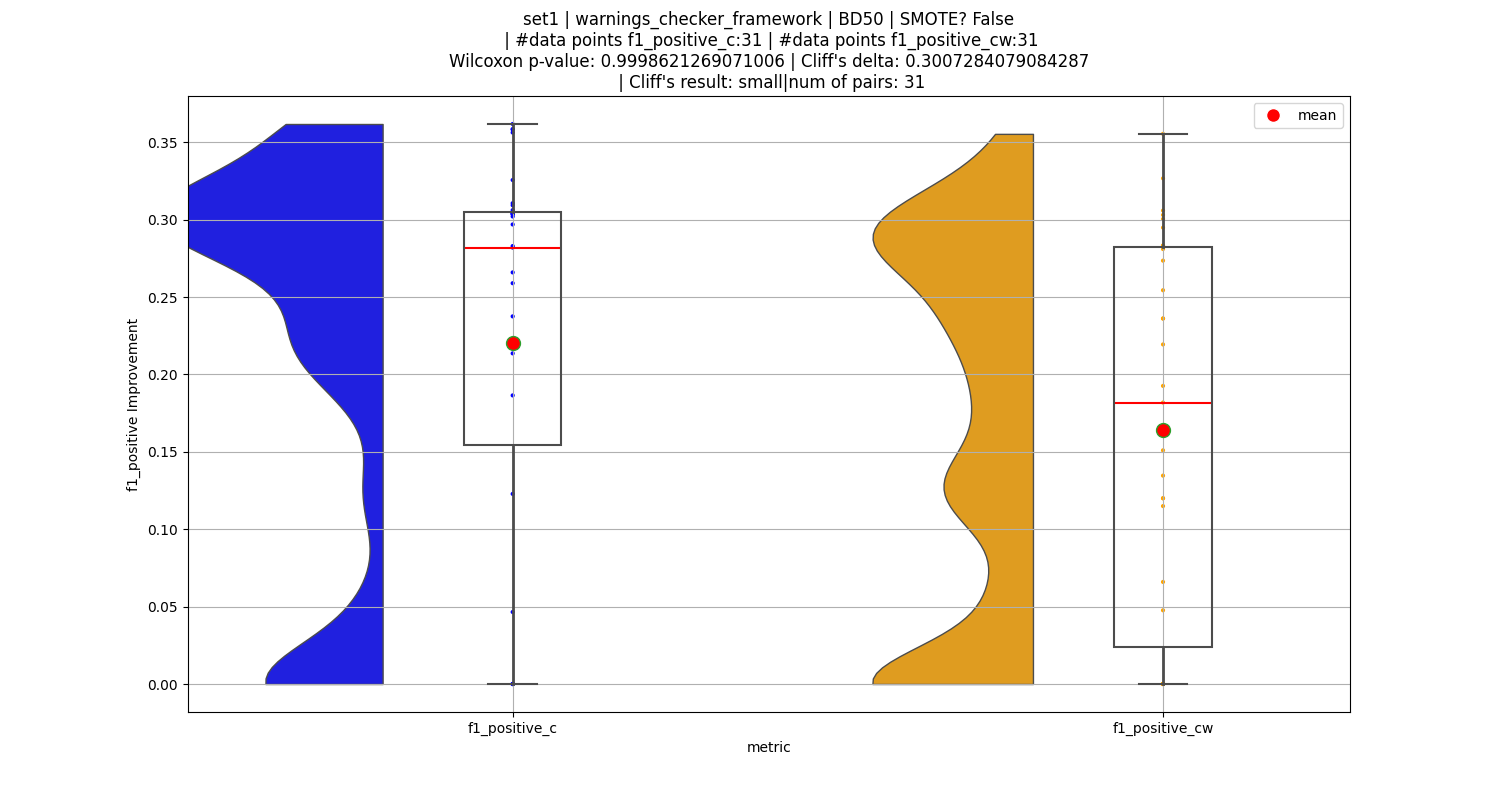 set1 | warnings_checker_framework | BD50 | SMOTE? False
| #data points f1_positive_c:31 | #data points f1_positive_cw:31
Wilcoxon p-value: 0.9998621269071006 | Cliff's delta: 0.3007284079084287
| Cliff's result: small|num of pairs: 31
mean
f1_positive Improvement
0.35
0.30
0.25
0.20
0.15
0.10
0.05
0.00
f1_positive_c
f1_positive_cw
metric